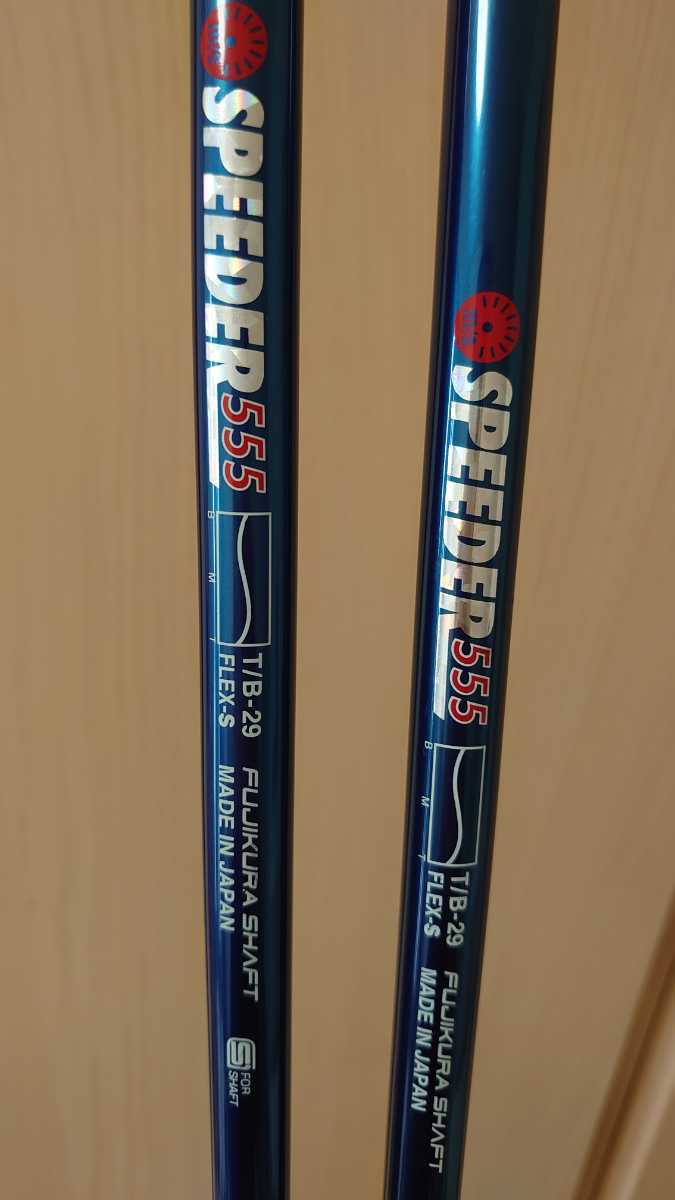 SPEEDER555
B M T
T/B-29 FUJIKURA SHAFT
FLEX-S MADE IN JAPAN
S FOR SHAFT
SPEEDER555
B M T
T/B-29 FUJIKURA SHAFT
FLEX-S MADE IN JAPAN